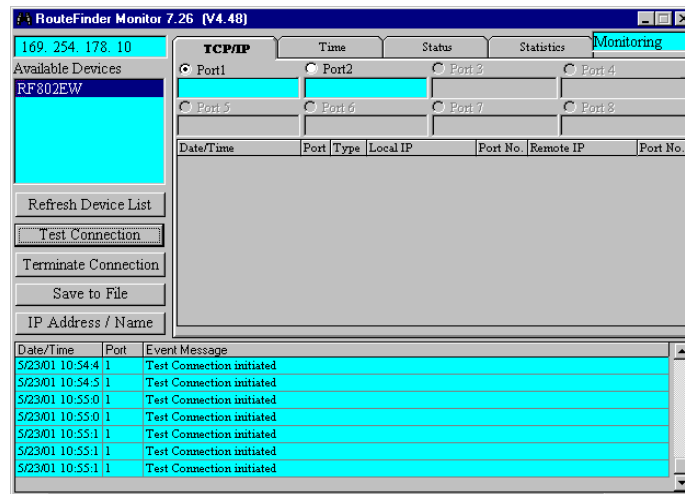 RouteFinder Monitor 7.26 (V4.48)
169. 254. 178. 10
TCP/IP Time Status Statistics Monitoring
Available Devices
Port1 Port2 Port 3 Port 4
RF802EW
Port 5 Port 6 Port 7 Port 8
Date/Time Port Type Local IP Port No. Remote IP Port No.
Refresh Device List
Test Connection
Terminate Connection
Save to File
IP Address / Name
Date/Time Port Event Message
5/23/01 10:54:4 1 Test Connection initiated
5/23/01 10:54:5 1 Test Connection initiated
5/23/01 10:55:0 1 Test Connection initiated
5/23/01 10:55:0 1 Test Connection initiated
5/23/01 10:55:1 1 Test Connection initiated
5/23/01 10:55:1 1 Test Connection initiated
5/23/01 10:55:1 1 Test Connection initiated